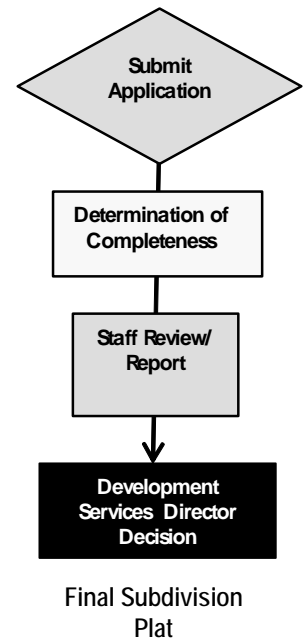 Submit
Application
Determination of
Completeness
Staff Review/
Report
Development
Services Director
Decision
Final Subdivision
Plat